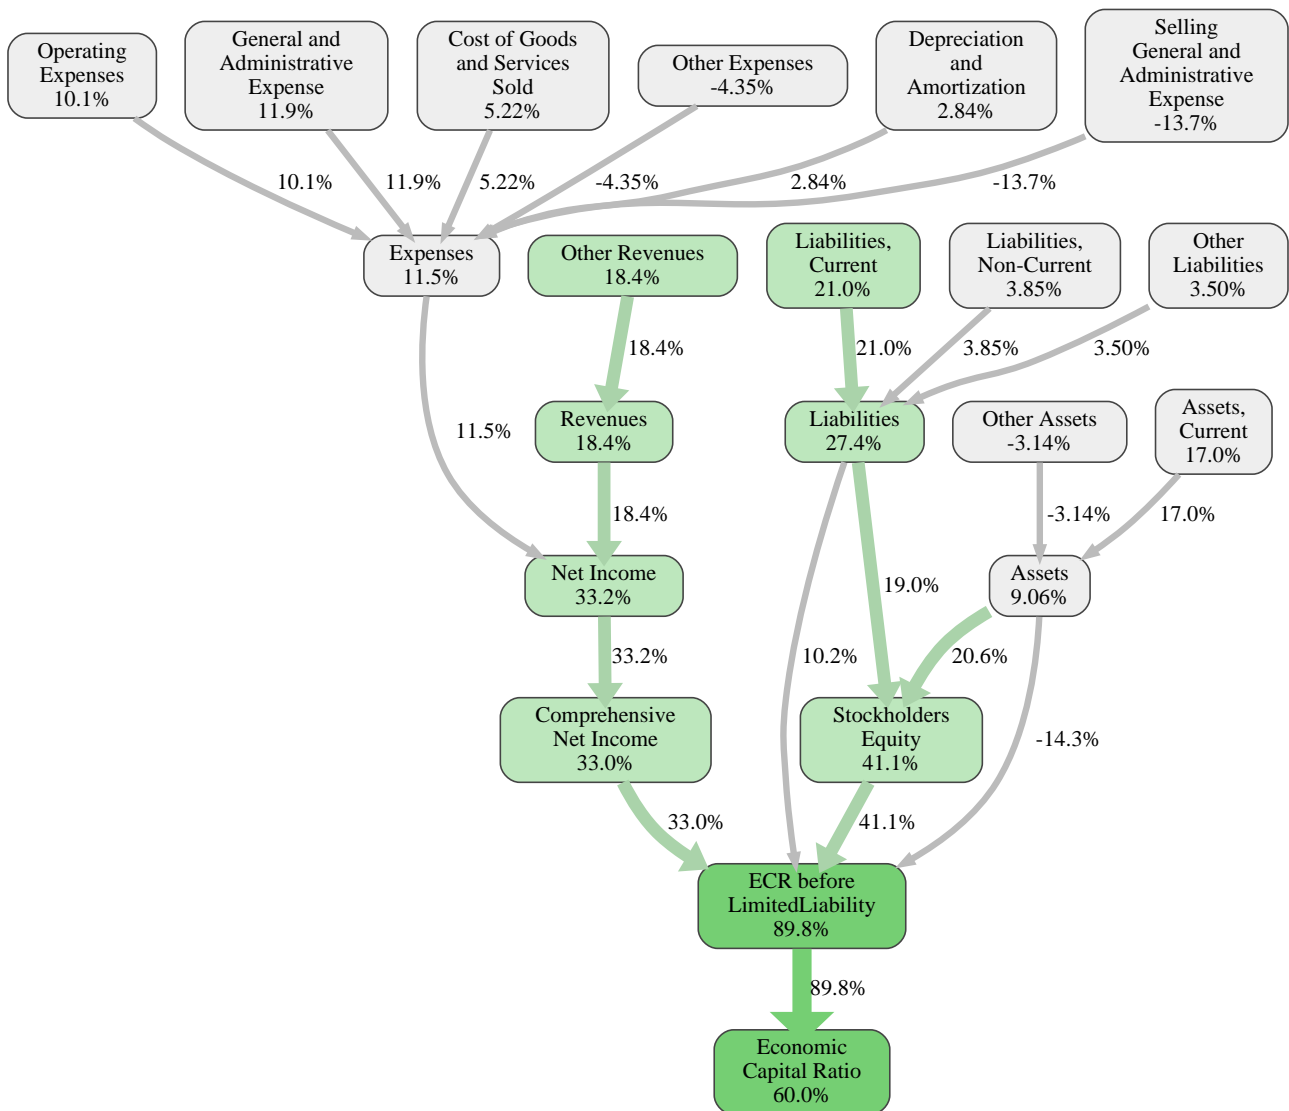 Operating
Expenses
10.1%
General and
Administrative
Expense
11.9%
Cost of Goods
and Services
Sold
5.22%
Other Expenses
-4.35%
Depreciation
and
Amortization
2.84%
Selling
General and
Administrative
Expense
-13.7%
10.1%
11.9%
5.22%
-4.35%
2.84%
-13.7%
Expenses
11.5%
Other Revenues
18.4%
Liabilities,
Current
21.0%
Liabilities,
Non-Current
3.85%
Other
Liabilities
3.50%
18.4%
21.0%
3.85%
3.50%
11.5%
Revenues
18.4%
Liabilities
27.4%
Other Assets
-3.14%
Assets,
Current
17.0%
18.4%
-3.14%
17.0%
Net Income
33.2%
19.0%
Assets
9.06%
33.2%
10.2%
20.6%
-14.3%
Comprehensive
Net Income
33.0%
Stockholders
Equity
41.1%
33.0%
41.1%
ECR before
LimitedLiability
89.8%
89.8%
Economic
Capital Ratio
60.0%